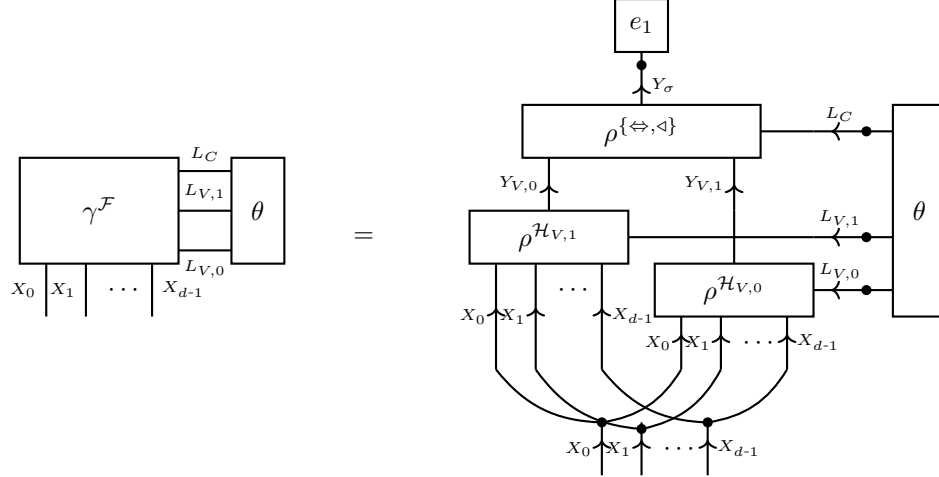 e₁
Y_σ
ρ^{⇔,◁}
L_C
Y_{V,0}
Y_{V,1}
L_C
γ^ℱ
L_{V,1}
θ
=
ρ^{ℋ_{V,1}}
L_{V,1}
θ
L_{V,0}
ρ^{ℋ_{V,0}}
L_{V,0}
X_0 X_1 ⋯ X_{d-1}
⋯
X_0 X_1 X_{d-1}
X_0 X_1 ⋯ X_{d-1}
X_0 X_1 ⋯ X_{d-1}